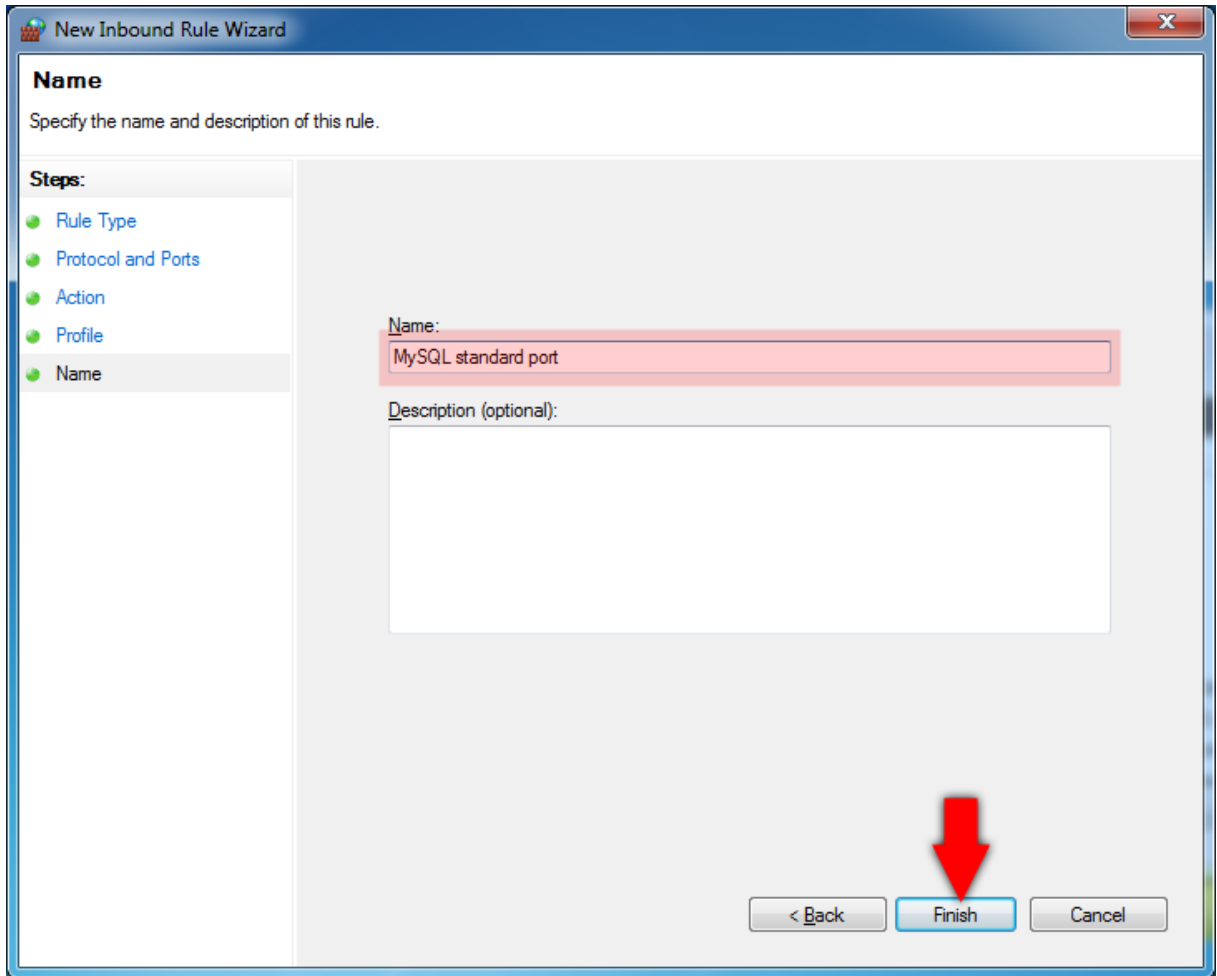 New Inbound Rule Wizard
Name
Specify the name and description of this rule.
Steps:
Rule Type
Protocol and Ports
Action
Profile
Name
Name:
MySQL standard port
Description (optional):
< Back
Finish
Cancel